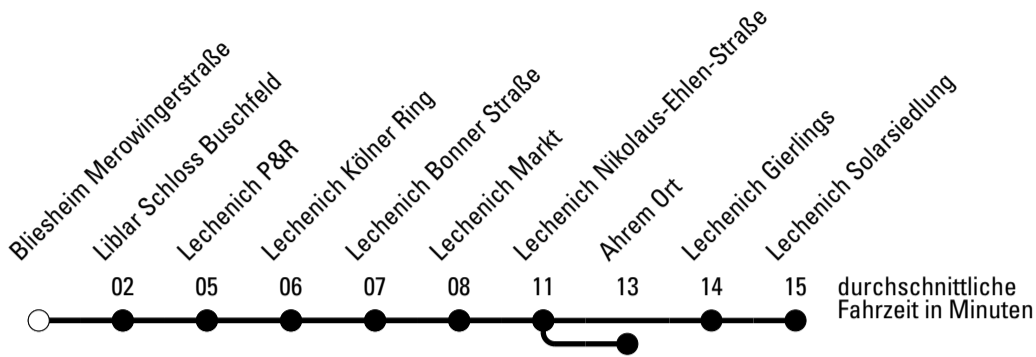 Bliesheim Merowingerstraße
Liblar Schloss Buschfeld
Lechenich P&R
Lechenich Kölner Ring
Lechenich Bonner Straße
Lechenich Markt
Lechenich Nikolaus-Ehlen-Straße
Ahrem Ort
Lechenich Gierlings
Lechenich Solarsiedlung
02 05 06 07 08 11 13 14 15
durchschnittliche
Fahrzeit in Minuten